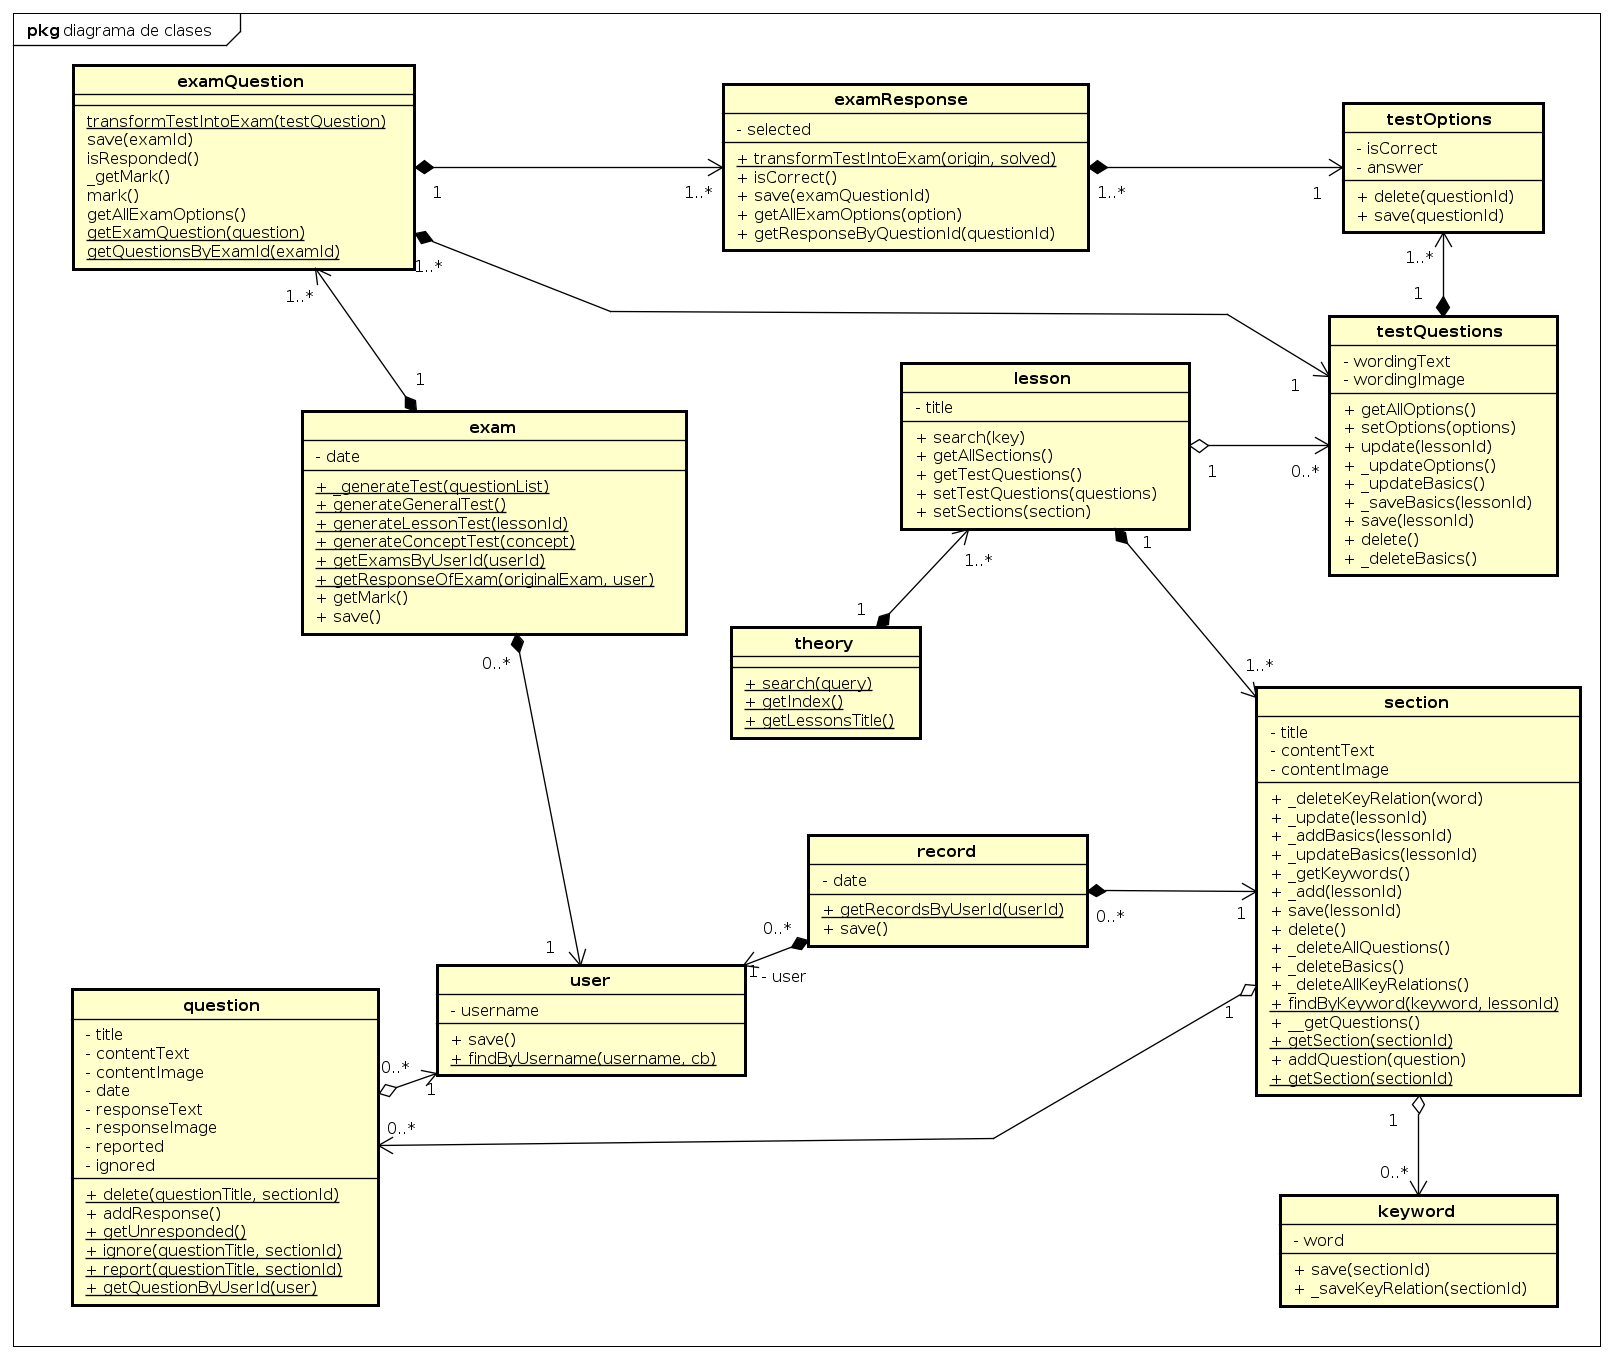 pkg diagrama de clases
examQuestion
transformTestIntoExam(testQuestion)
save(examId)
isResponded()
_getMark()
mark()
getAllExamOptions()
getExamQuestion(question)
getQuestionsByExamId(examId)
1
1..*
1..*
1..*
examResponse
- selected
+ transformTestIntoExam(origin, solved)
+ isCorrect()
+ save(examQuestionId)
+ getAllExamOptions(option)
+ getResponseByQuestionId(questionId)
1..*
1
testOptions
- isCorrect
- answer
+ delete(questionId)
+ save(questionId)
1..*
1
testQuestions
- wordingText
- wordingImage
+ getAllOptions()
+ setOptions(options)
+ update(lessonId)
+ _updateOptions()
+ _updateBasics()
+ _saveBasics(lessonId)
+ save(lessonId)
+ delete()
+ _deleteBasics()
1
lesson
- title
+ search(key)
+ getAllSections()
+ getTestQuestions()
+ setTestQuestions(questions)
+ setSections(section)
1
0..*
1
1..*
1
exam
- date
+ _generateTest(questionList)
+ generateGeneralTest()
+ generateLessonTest(lessonId)
+ generateConceptTest(concept)
+ getExamsByUserId(userId)
+ getResponseOfExam(originalExam, user)
+ getMark()
+ save()
0..*
1
1
theory
+ search(query)
+ getIndex()
+ getLessonsTitle()
1..*
section
- title
- contentText
- contentImage
+ _deleteKeyRelation(word)
+ _update(lessonId)
+ _addBasics(lessonId)
+ _updateBasics(lessonId)
+ _getKeywords()
+ _add(lessonId)
+ save(lessonId)
+ delete()
+ _deleteAllQuestions()
+ _deleteBasics()
+ _deleteAllKeyRelations()
+ findByKeyword(keyword, lessonId)
+ __getQuestions()
+ getSection(sectionId)
+ addQuestion(question)
+ getSection(sectionId)
record
- date
+ getRecordsByUserId(userId)
+ save()
0..*
1
0..*
1
- user
user
- username
+ save()
+ findByUsername(username, cb)
question
- title
- contentText
- contentImage
- date
- responseText
- responseImage
- reported
- ignored
+ delete(questionTitle, sectionId)
+ addResponse()
+ getUnresponded()
+ ignore(questionTitle, sectionId)
+ report(questionTitle, sectionId)
+ getQuestionByUserId(user)
0..*
1
0..*
1
1
0..*
keyword
- word
+ save(sectionId)
+ _saveKeyRelation(sectionId)